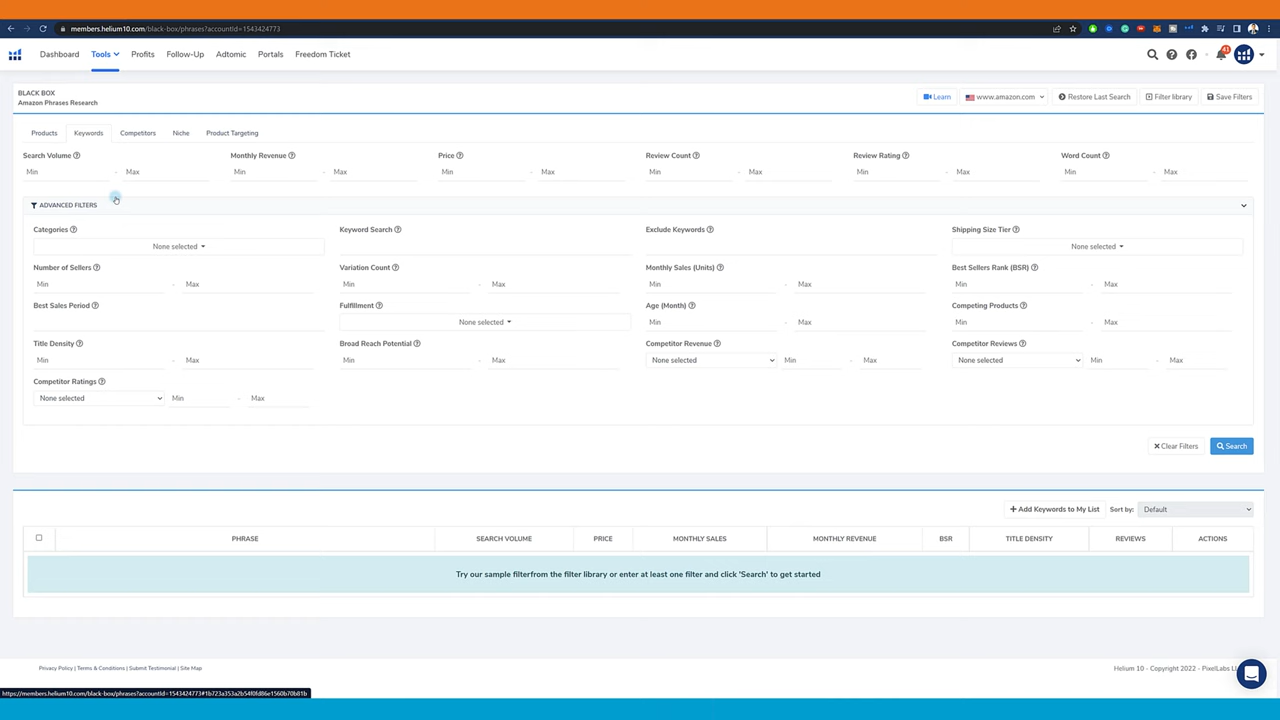 members.helium10.com/black-box/phrases?accountId=1543424773
Dashboard Tools Profits Follow-Up Adtomic Portals Freedom Ticket 41
BLACK BOX
Amazon Phrases Research
Learn www.amazon.com Restore Last Search Filter library Save Filters
Products Keywords Competitors Niche Product Targeting
Search Volume Monthly Revenue Price Review Count Review Rating Word Count
Min - Max Min - Max Min - Max Min - Max Min - Max Min - Max
ADVANCED FILTERS
Categories Keyword Search Exclude Keywords Shipping Size Tier
None selected None selected
Number of Sellers Variation Count Monthly Sales (Units) Best Sellers Rank (BSR)
Min - Max Min - Max Min - Max Min - Max
Best Sales Period Fulfillment Age (Month) Competing Products
None selected Min - Max Min - Max
Title Density Broad Reach Potential Competitor Revenue Competitor Reviews
Min - Max Min - Max None selected Min - Max None selected Min - Max
Competitor Ratings
None selected Min - Max
Clear Filters Search
+ Add Keywords to My List Sort by: Default
PHRASE SEARCH VOLUME PRICE MONTHLY SALES MONTHLY REVENUE BSR TITLE DENSITY REVIEWS ACTIONS
Try our sample filterfrom the filter library or enter at least one filter and click 'Search' to get started
Privacy Policy | Terms & Conditions | Submit Testimonial | Site Map Helium 10 - Copyright 2022 - PixelLabs
https://members.helium10.com/black-box/phrases?accountId=1543424773#1b723a353a2b54f0fd86e1560b70b81b